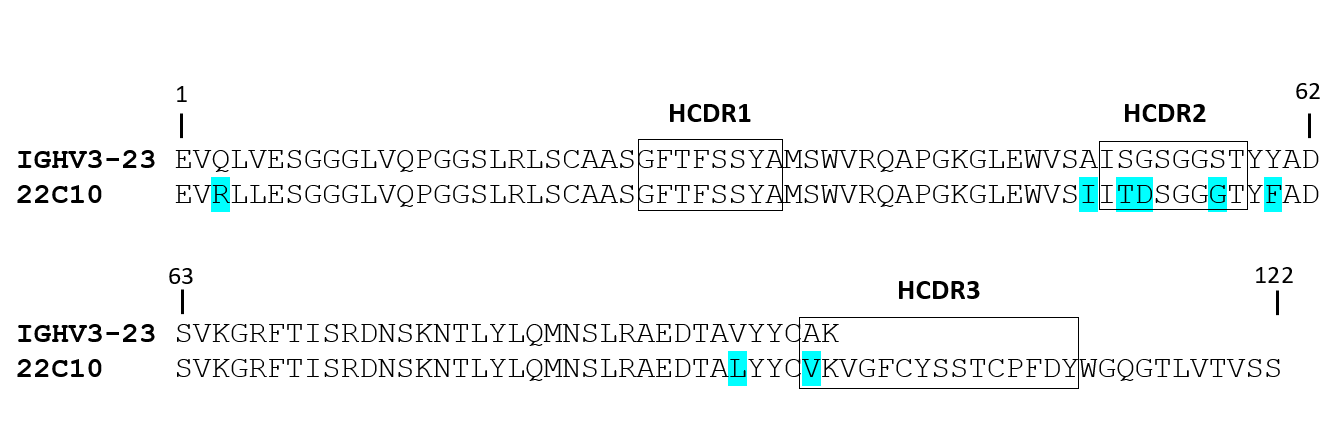 1 HCDR1 HCDR2 62
IGHV3-23 EVQLVESGGGLVQPGGSLRLSCAASGFTFSSYAMSWVRQAPGKGLEWVSAISGSGGSTYYAD
22C10 EVRLLESGGGLVQPGGSLRLSCAASGFTFSSYAMSWVRQAPGKGLEWVSIITDSGGGTYFAD
63 HCDR3 122
IGHV3-23 SVKGRFTISRDNSKNTLYLQMNSLRAEDTAVYYCAK
22C10 SVKGRFTISRDNSKNTLYLQMNSLRAEDTALYYCVKVGFCYSSTCPFDYWGQGTLVTVSS